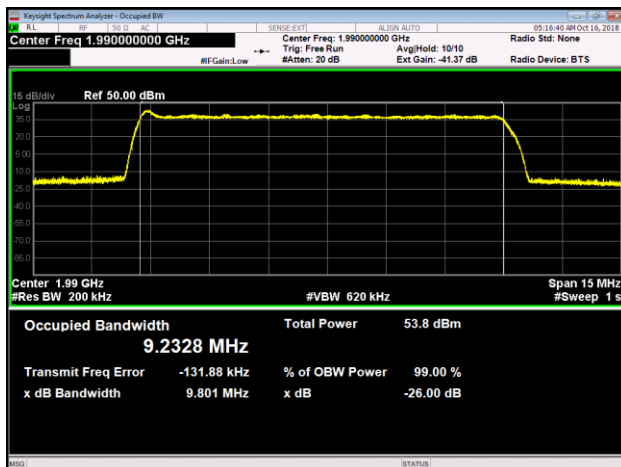 Keysight Spectrum Analyzer - Occupied BW
RL RF 50 Ω AC SENSE:EXT ALIGN AUTO 05:16:40 AM Oct 16, 2018
Center Freq 1.990000000 GHz Center Freq: 1.990000000 GHz Radio Std: None
Trig: Free Run Avg|Hold: 10/10
#IFGain:Low #Atten: 20 dB Ext Gain: -41.37 dB Radio Device: BTS
15 dB/div Ref 50.00 dBm
Log
35.0
20.0
5.00
-10.0
-25.0
-40.0
-55.0
-70.0
-85.0
Center 1.99 GHz Span 15 MHz
#Res BW 200 kHz #VBW 620 kHz #Sweep 1 s
Occupied Bandwidth Total Power 53.8 dBm
9.2328 MHz
Transmit Freq Error -131.88 kHz % of OBW Power 99.00 %
x dB Bandwidth 9.801 MHz x dB -26.00 dB
MSG STATUS